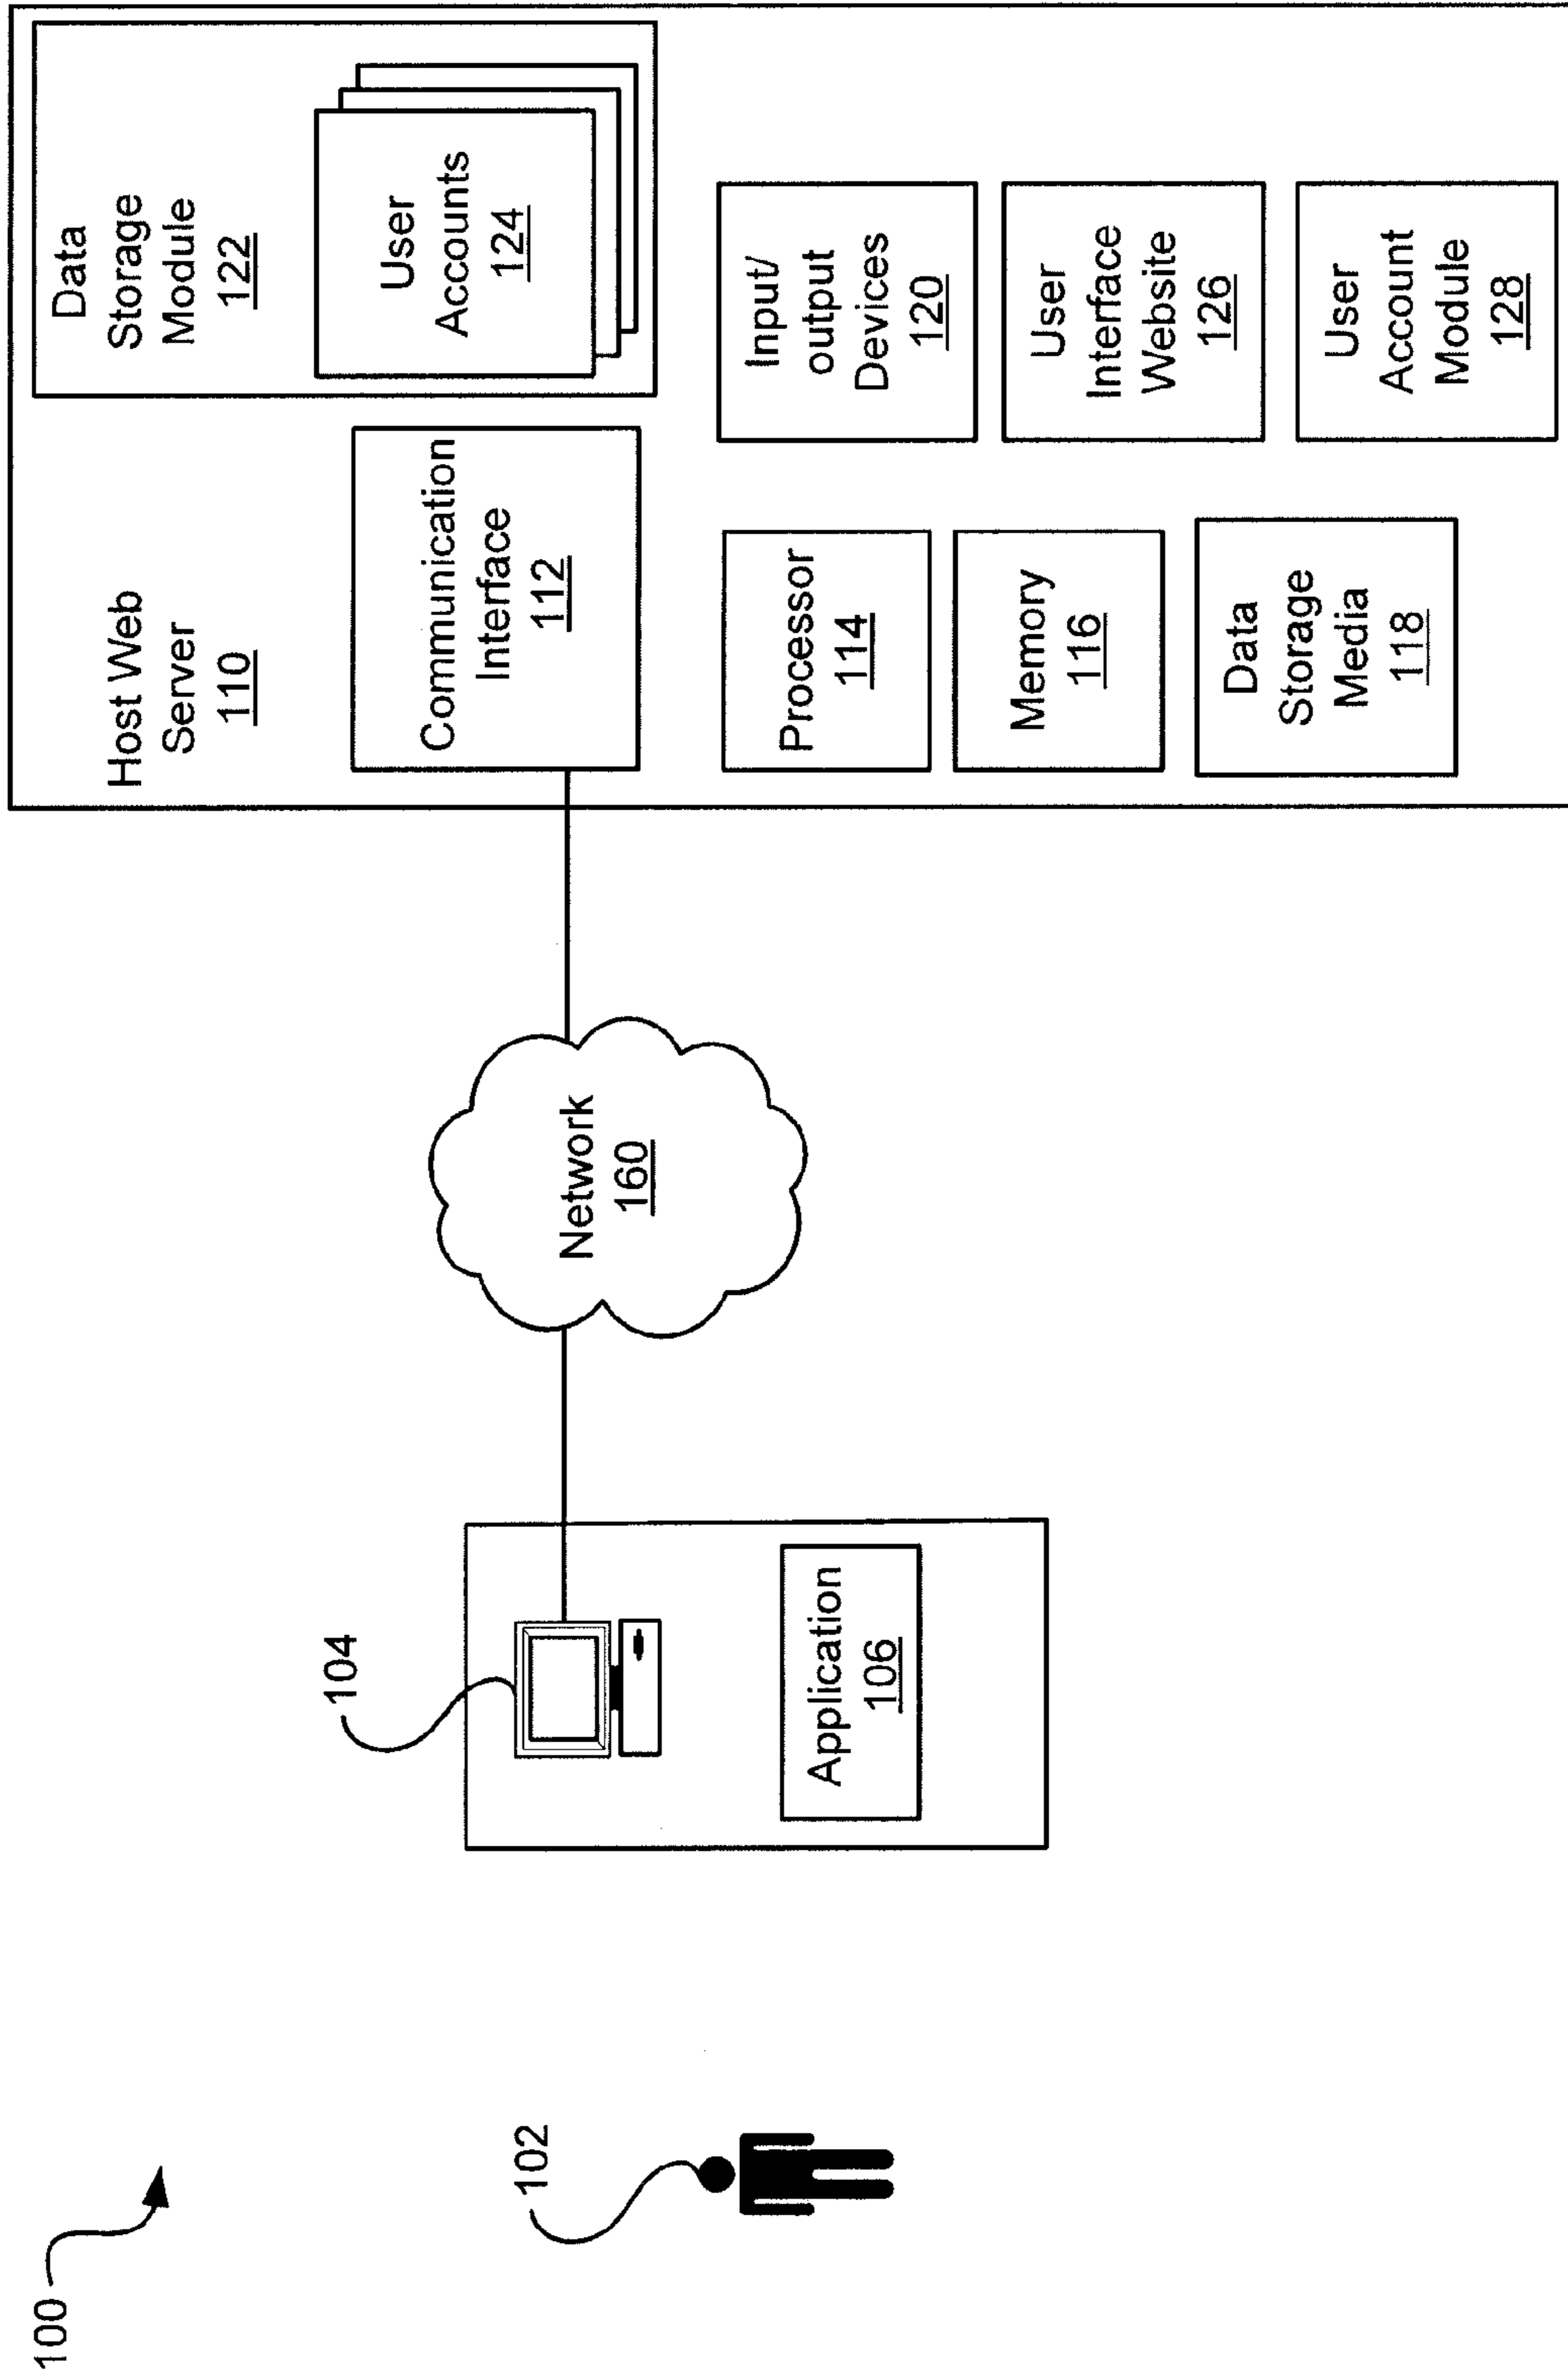 100
102
104
Application
106
Network
160
Host Web
Server
110
Communication
Interface
112
Processor
114
Memory
116
Data
Storage
Media
118
Data
Storage
Module
122
User
Accounts
124
Input/
output
Devices
120
User
Interface
Website
126
User
Account
Module
128